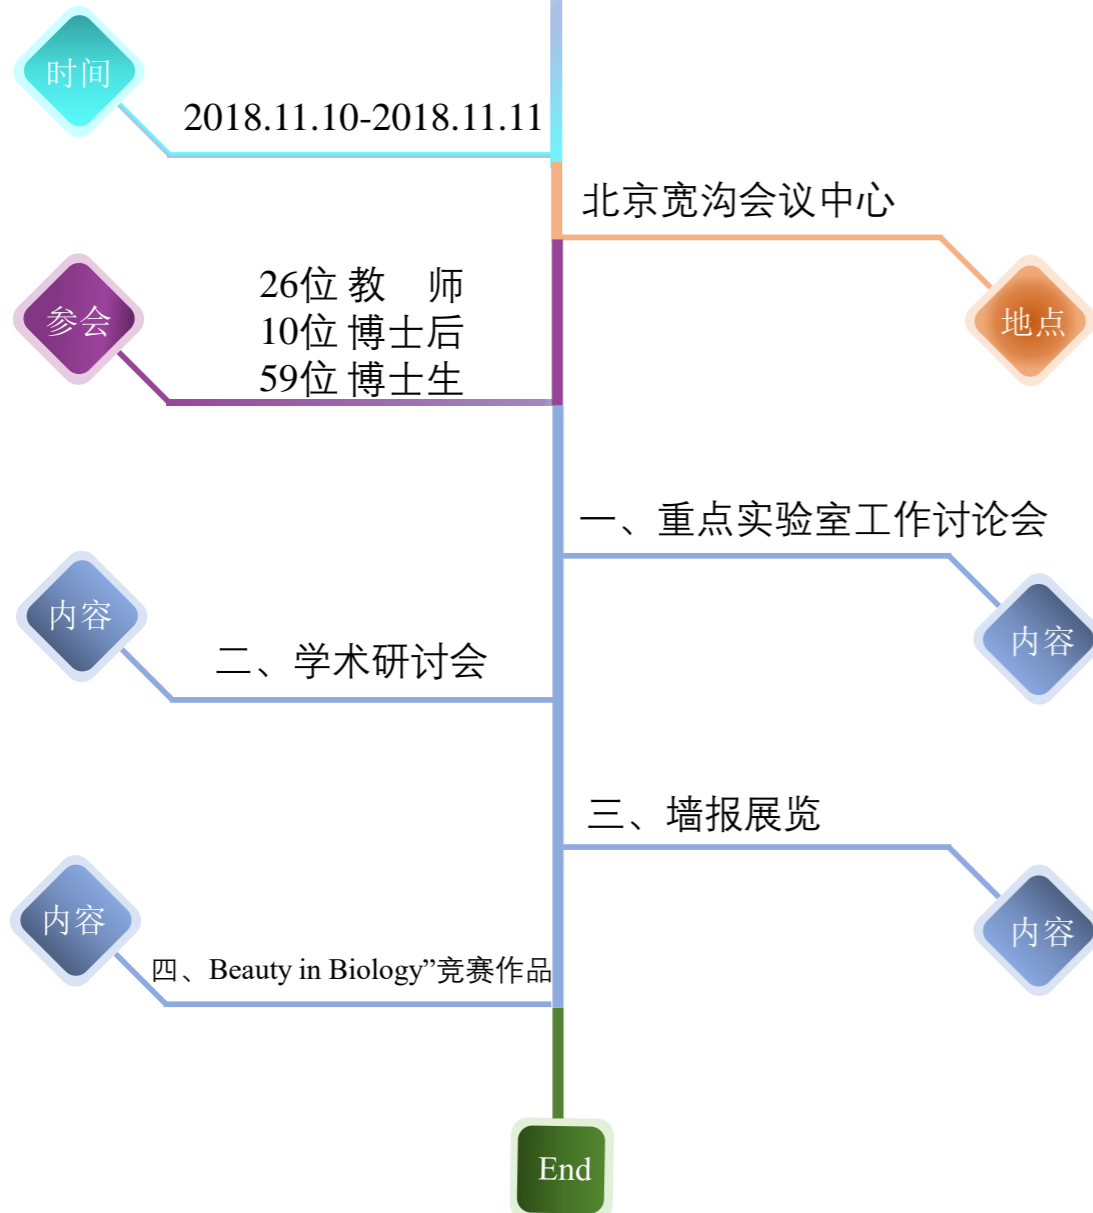 时间
2018.11.10-2018.11.11
北京宽沟会议中心
地点
参会
26位 教　师
10位 博士后
59位 博士生
一、重点实验室工作讨论会
内容
内容
二、学术研讨会
三、墙报展览
内容
内容
四、Beauty in Biology”竞赛作品
End